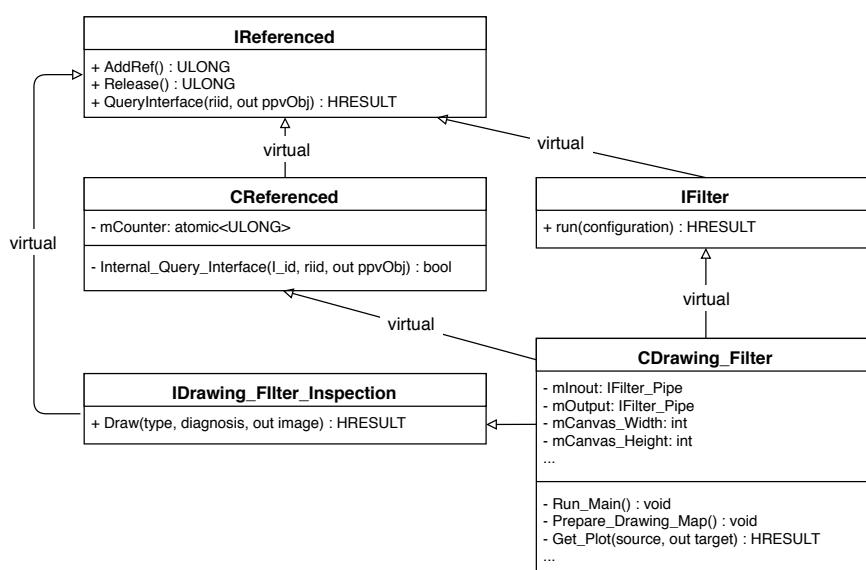 IReferenced
+ AddRef() : ULONG
+ Release() : ULONG
+ QueryInterface(riid, out ppvObj) : HRESULT
virtual
virtual
CReferenced
- mCounter: atomic<ULONG>
- Internal_Query_Interface(I_id, riid, out ppvObj) : bool
IFilter
+ run(configuration) : HRESULT
virtual
virtual
virtual
CDrawing_Filter
- mInout: IFilter_Pipe
- mOutput: IFilter_Pipe
- mCanvas_Width: int
- mCanvas_Height: int
...
- Run_Main() : void
- Prepare_Drawing_Map() : void
- Get_Plot(source, out target) : HRESULT
...
IDrawing_FIlter_Inspection
+ Draw(type, diagnosis, out image) : HRESULT